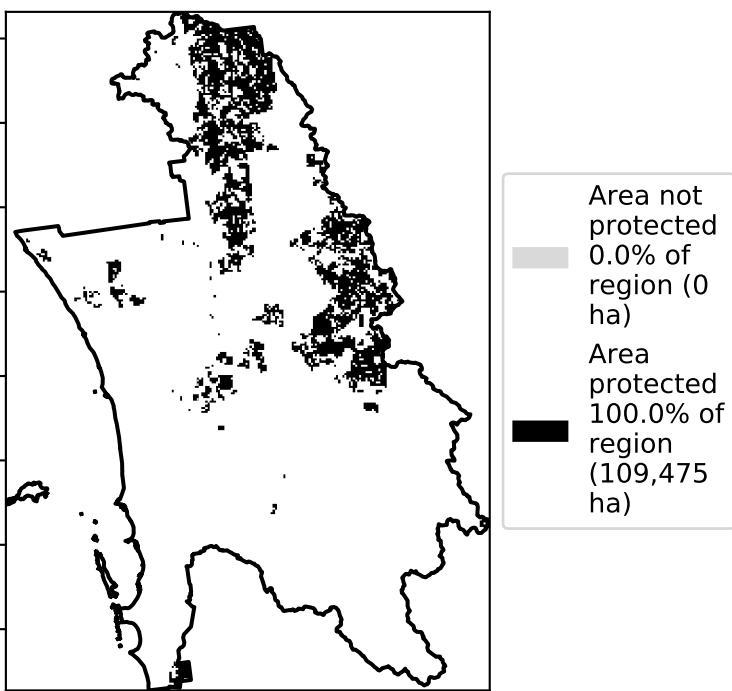 Area not
protected
0.0% of
region (0
ha)
Area
protected
100.0% of
region
(109,475
ha)